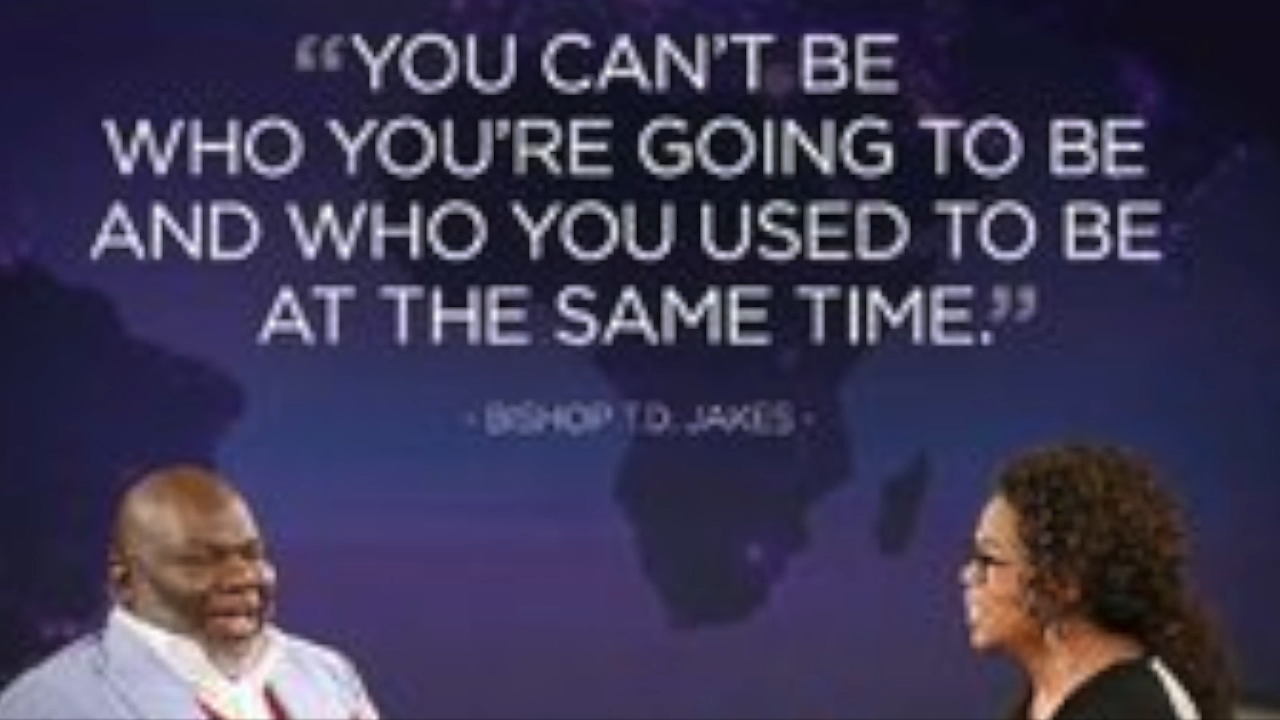 “YOU CAN’T BE
WHO YOU’RE GOING TO BE
AND WHO YOU USED TO BE
AT THE SAME TIME.”
- BISHOP T.D. JAKES -